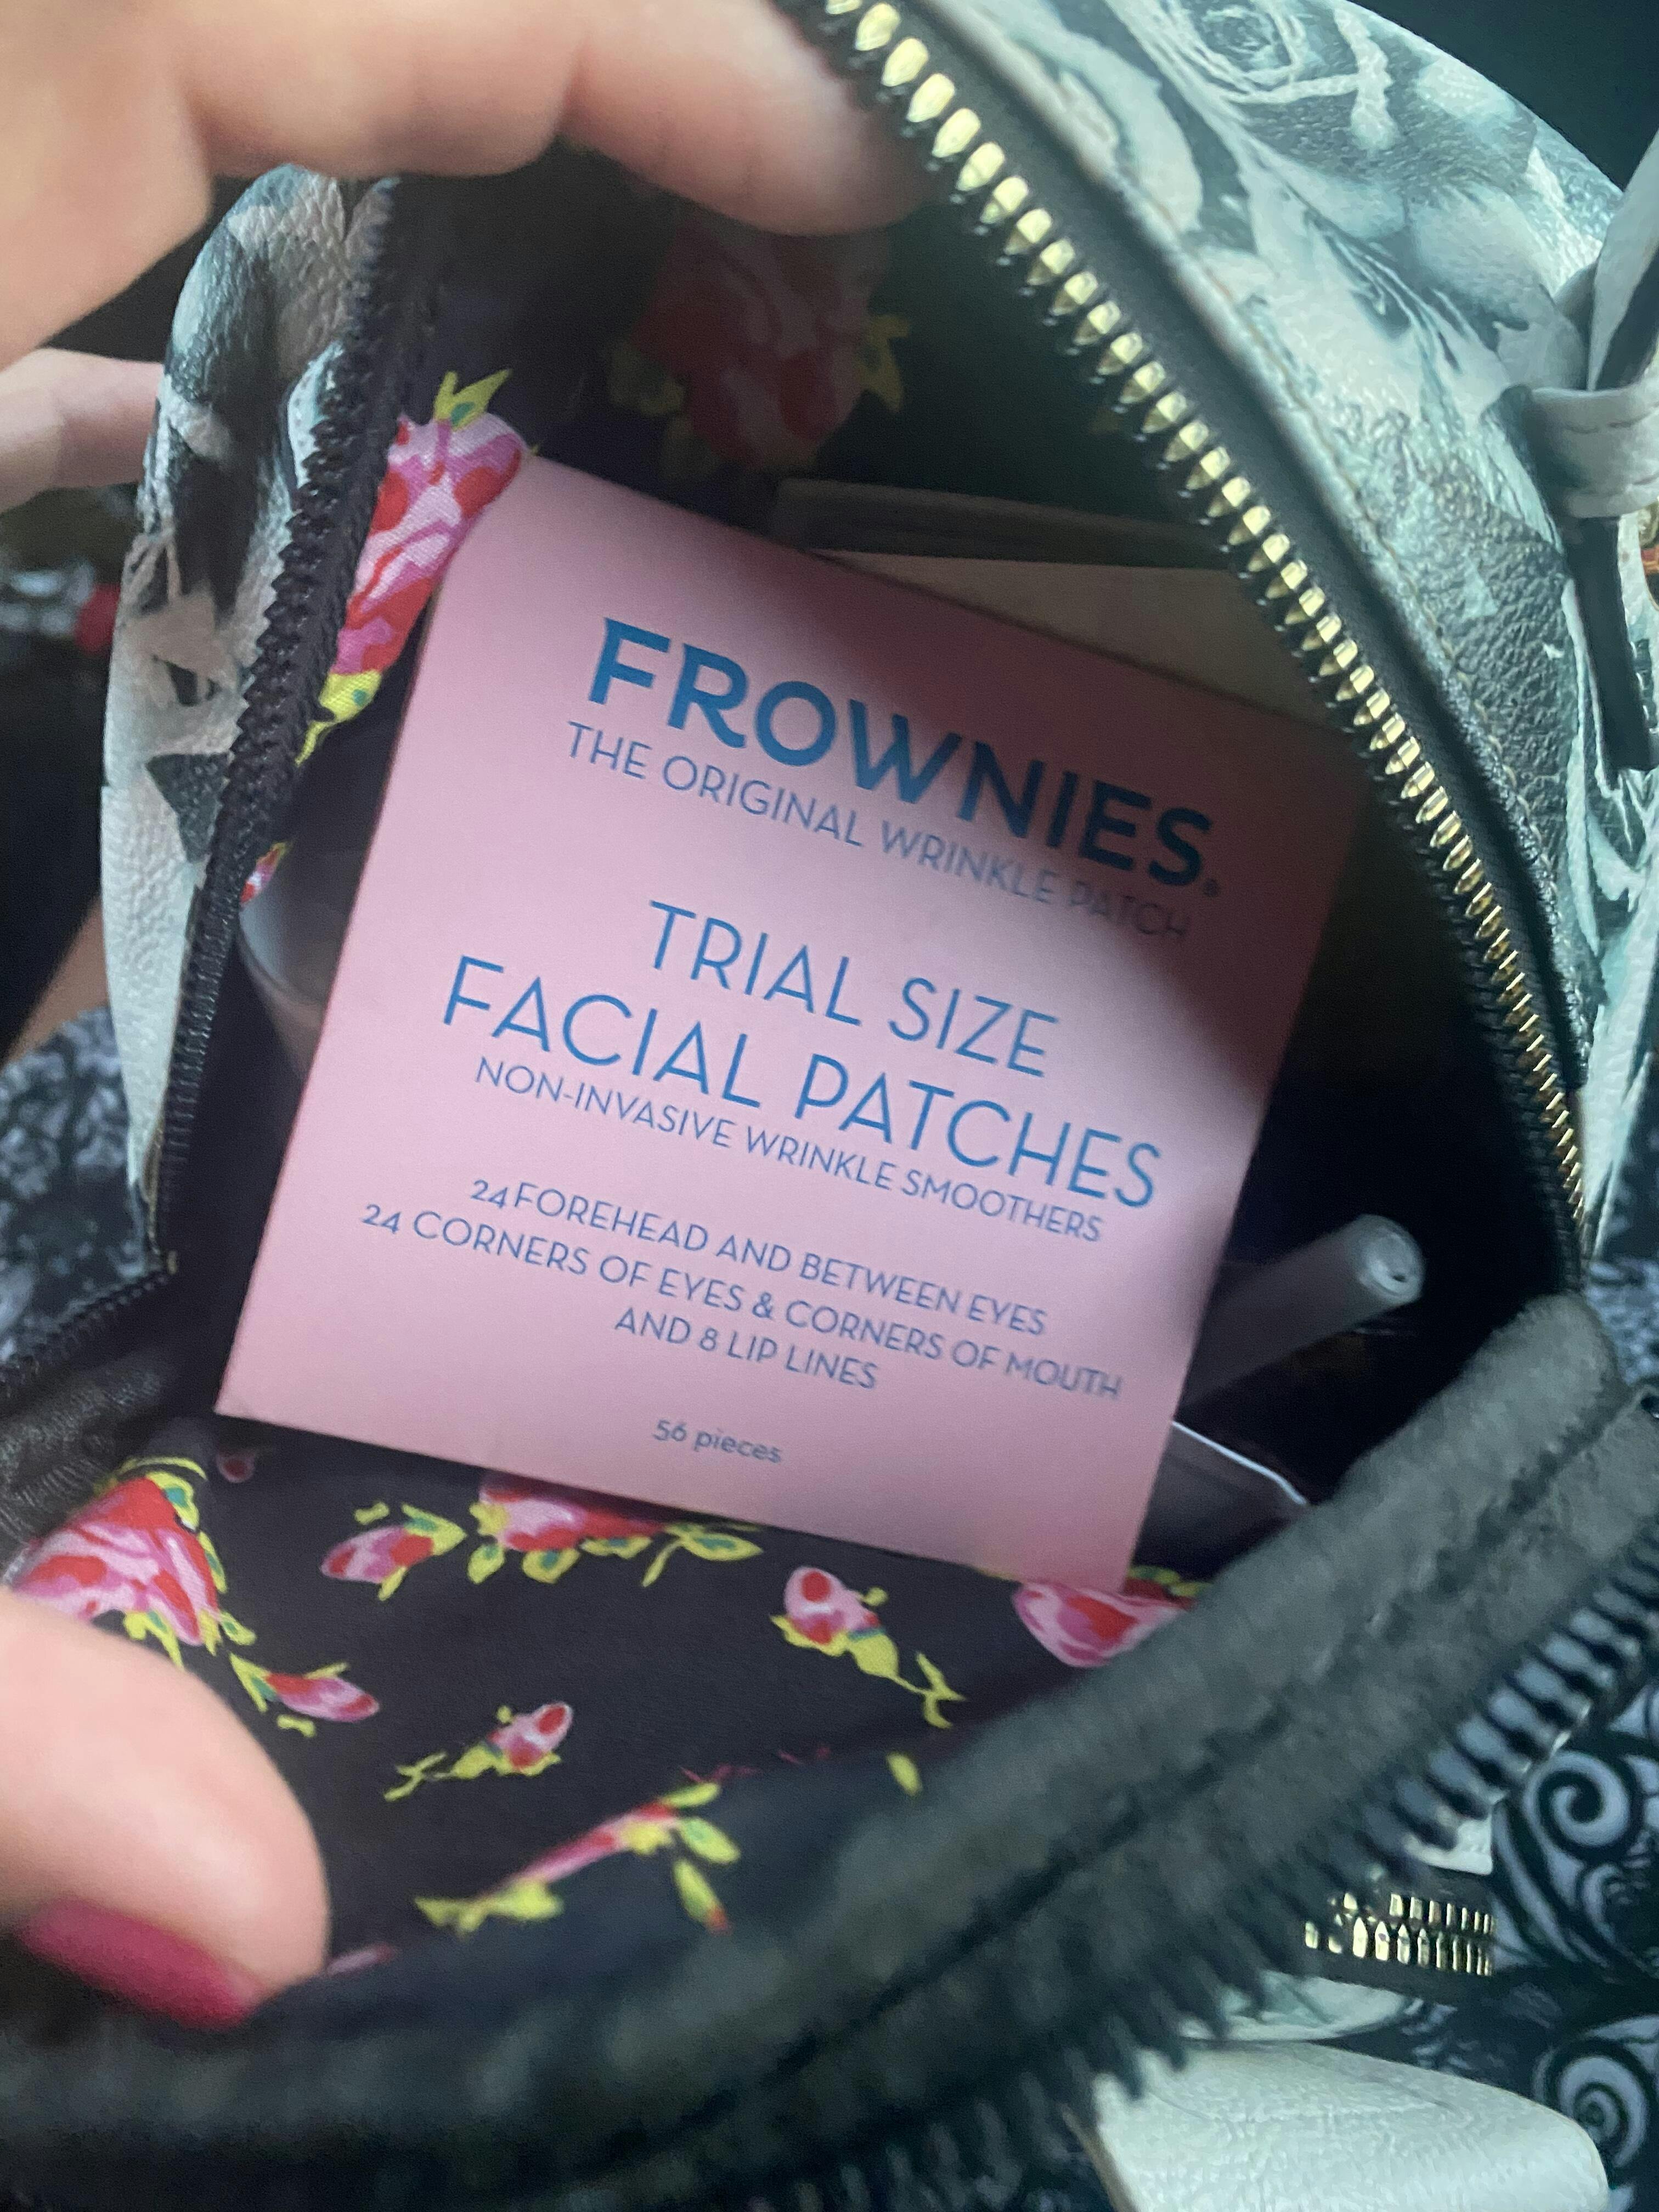 FROWNIES®
THE ORIGINAL WRINKLE PATCH
TRIAL SIZE
FACIAL PATCHES
NON-INVASIVE WRINKLE SMOOTHERS
24 FOREHEAD AND BETWEEN EYES
24 CORNERS OF EYES & CORNERS OF MOUTH
AND 8 LIP LINES
56 pieces